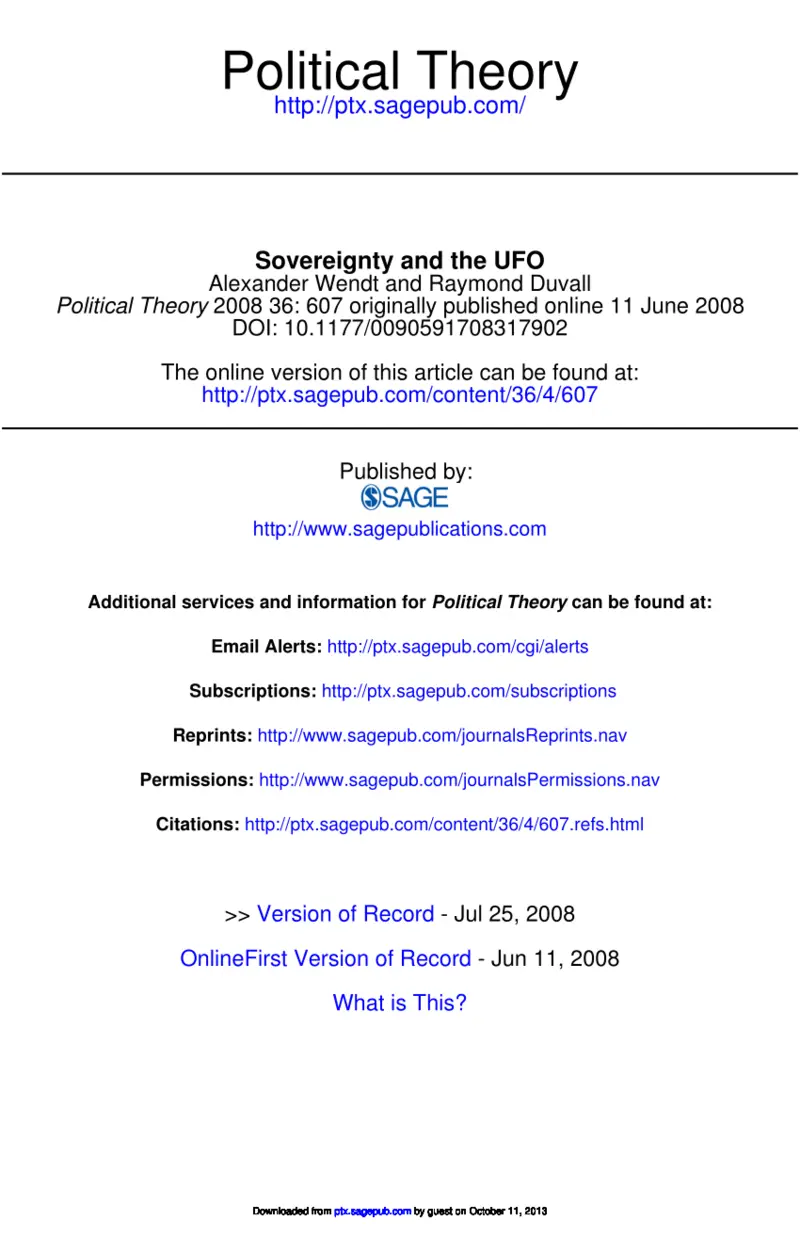 Political Theory
http://ptx.sagepub.com/
Sovereignty and the UFO
Alexander Wendt and Raymond Duvall
Political Theory 2008 36: 607 originally published online 11 June 2008
DOI: 10.1177/0090591708317902
The online version of this article can be found at:
http://ptx.sagepub.com/content/36/4/607
Published by:
SAGE
http://www.sagepublications.com
Additional services and information for Political Theory can be found at:
Email Alerts: http://ptx.sagepub.com/cgi/alerts
Subscriptions: http://ptx.sagepub.com/subscriptions
Reprints: http://www.sagepub.com/journalsReprints.nav
Permissions: http://www.sagepub.com/journalsPermissions.nav
Citations: http://ptx.sagepub.com/content/36/4/607.refs.html
>> Version of Record - Jul 25, 2008
OnlineFirst Version of Record - Jun 11, 2008
What is This?
Downloaded from ptx.sagepub.com by guest on October 11, 2013